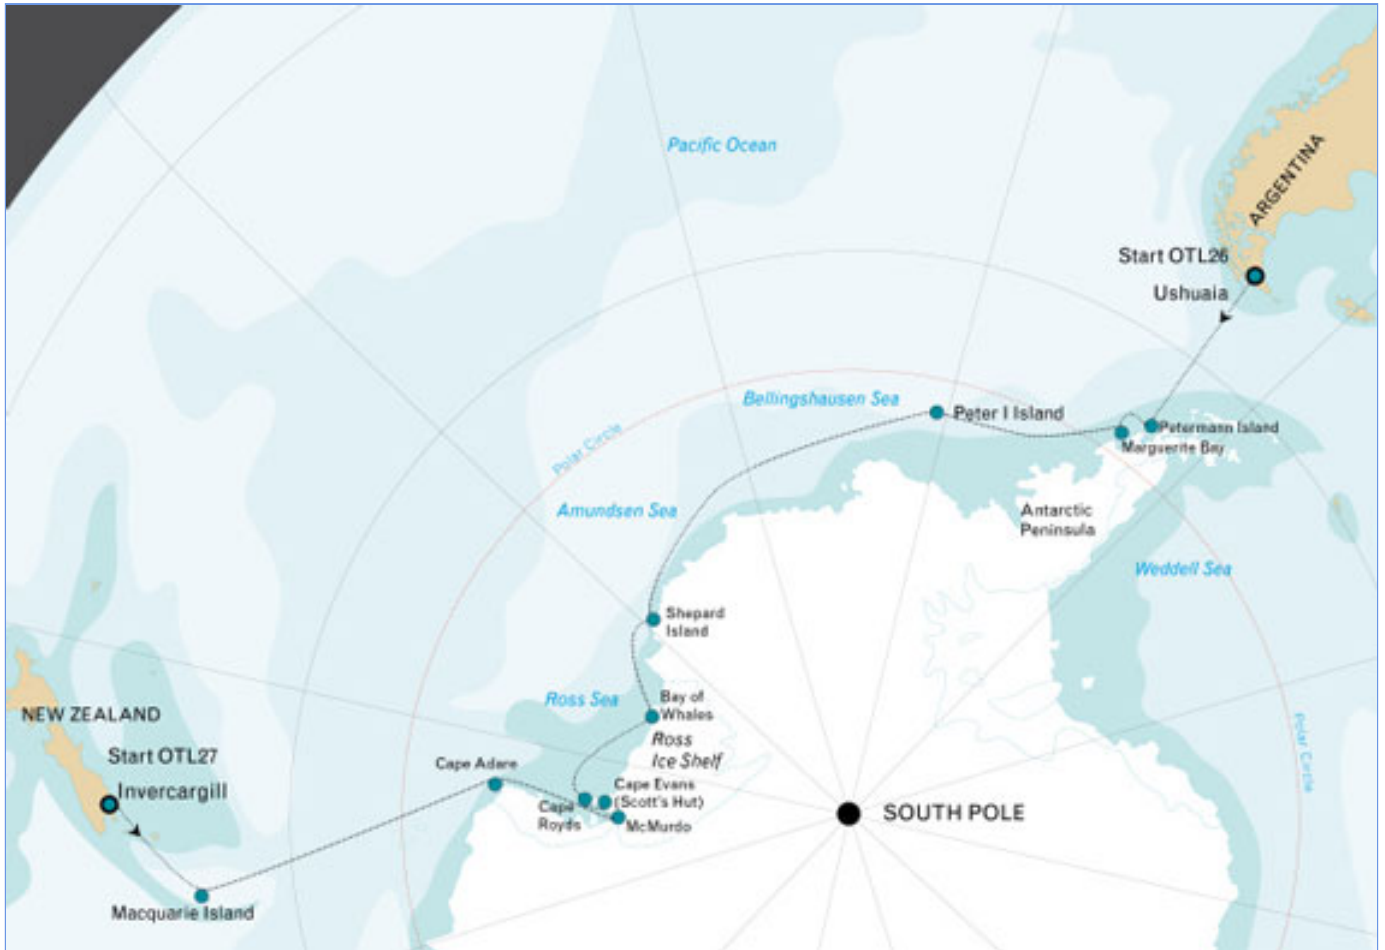 Pacific Ocean
ARGENTINA
Start OTL26
Ushuaia
Bellingshausen Sea
Peter I Island
Petermann Island
Marguerite Bay
Polar Circle
Amundsen Sea
Antarctic
Peninsula
Weddell Sea
Shepard
Island
Ross Sea
Bay of
Whales
Ross
Ice Shelf
NEW ZEALAND
Start OTL27
Invercargill
Cape Adare
Cape Evans
(Scott's Hut)
Cape
Royds
McMurdo
SOUTH POLE
Polar Circle
Macquarie Island